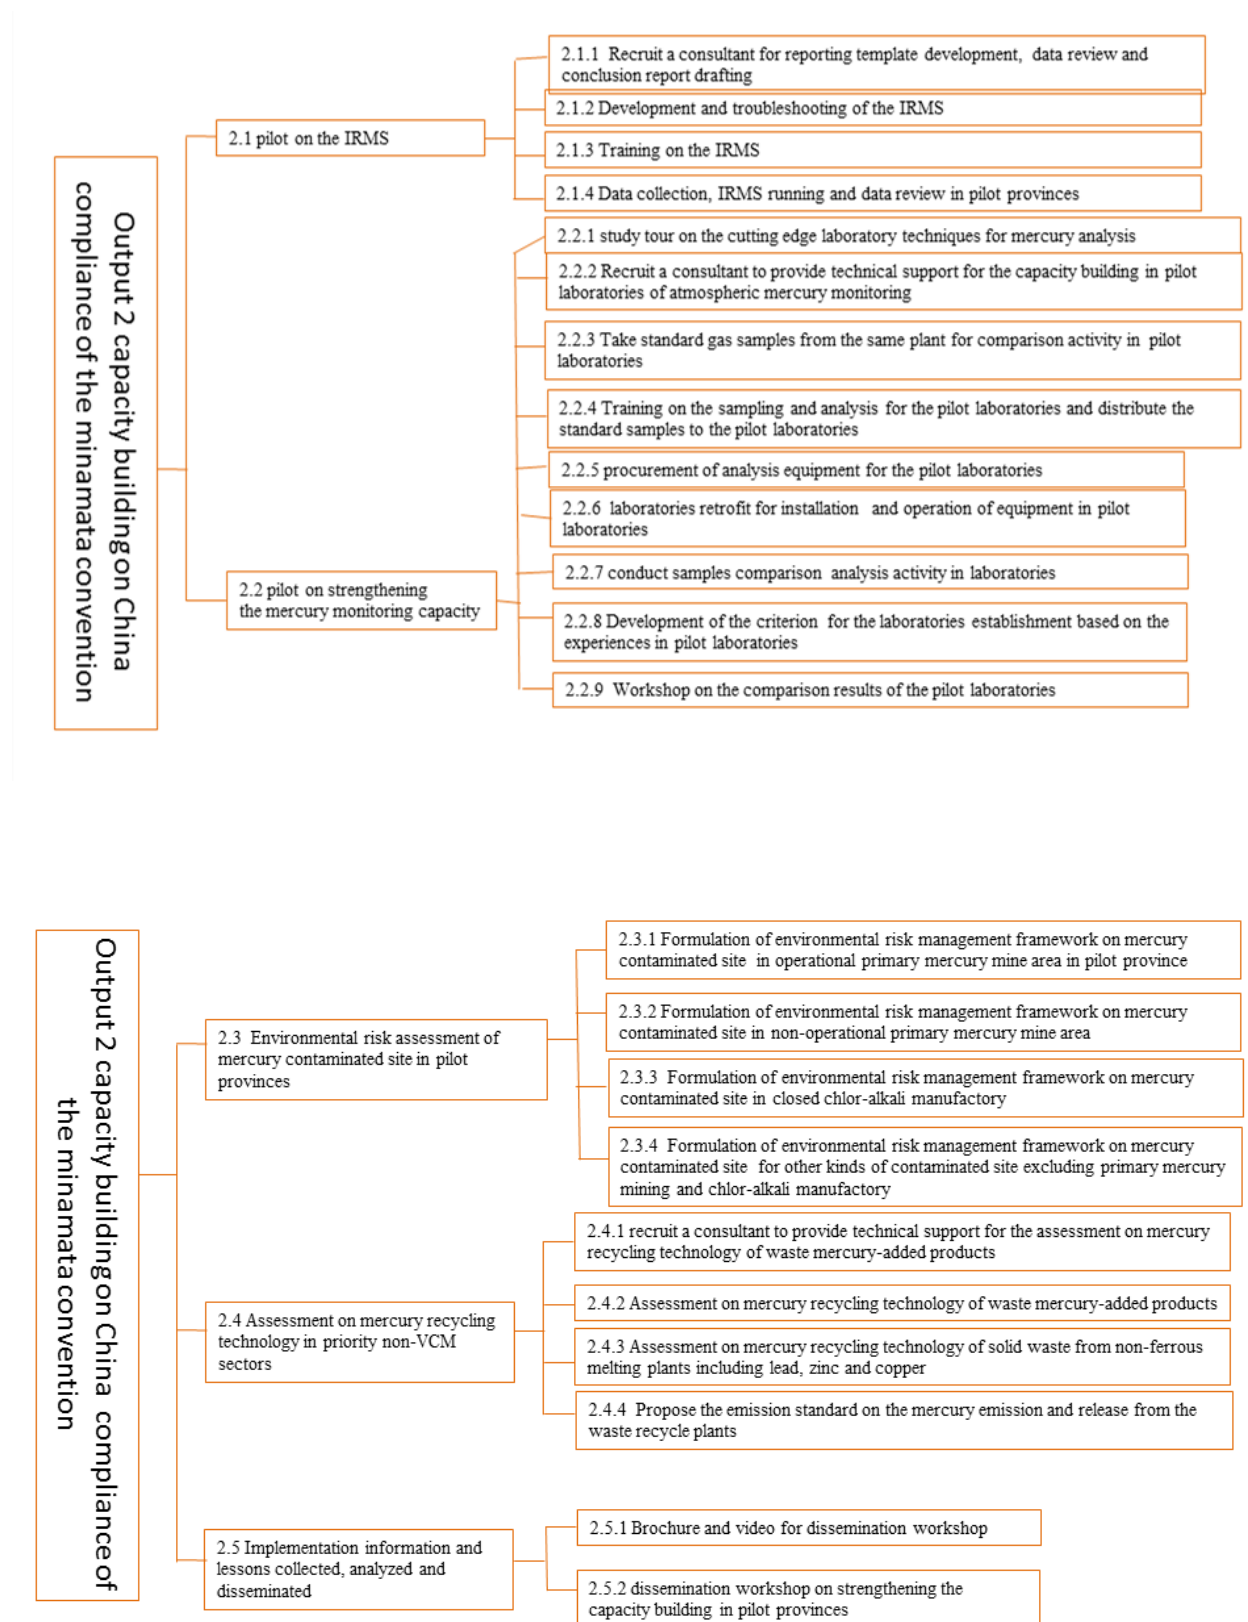 Output 2 capacity building on China
compliance of the minamata convention
2.1 pilot on the IRMS
2.1.1 Recruit a consultant for reporting template development, data review and
conclusion report drafting
2.1.2 Development and troubleshooting of the IRMS
2.1.3 Training on the IRMS
2.1.4 Data collection, IRMS running and data review in pilot provinces
2.2 pilot on strengthening
the mercury monitoring capacity
2.2.1 study tour on the cutting edge laboratory techniques for mercury analysis
2.2.2 Recruit a consultant to provide technical support for the capacity building in pilot
laboratories of atmospheric mercury monitoring
2.2.3 Take standard gas samples from the same plant for comparison activity in pilot
laboratories
2.2.4 Training on the sampling and analysis for the pilot laboratories and distribute the
standard samples to the pilot laboratories
2.2.5 procurement of analysis equipment for the pilot laboratories
2.2.6 laboratories retrofit for installation and operation of equipment in pilot
laboratories
2.2.7 conduct samples comparison analysis activity in laboratories
2.2.8 Development of the criterion for the laboratories establishment based on the
experiences in pilot laboratories
2.2.9 Workshop on the comparison results of the pilot laboratories
Output 2 capacity building on China compliance of
the minamata convention
2.3 Environmental risk assessment of
mercury contaminated site in pilot
provinces
2.3.1 Formulation of environmental risk management framework on mercury
contaminated site in operational primary mercury mine area in pilot province
2.3.2 Formulation of environmental risk management framework on mercury
contaminated site in non-operational primary mercury mine area
2.3.3 Formulation of environmental risk management framework on mercury
contaminated site in closed chlor-alkali manufactory
2.3.4 Formulation of environmental risk management framework on mercury
contaminated site for other kinds of contaminated site excluding primary mercury
mining and chlor-alkali manufactory
2.4 Assessment on mercury recycling
technology in priority non-VCM
sectors
2.4.1 recruit a consultant to provide technical support for the assessment on mercury
recycling technology of waste mercury-added products
2.4.2 Assessment on mercury recycling technology of waste mercury-added products
2.4.3 Assessment on mercury recycling technology of solid waste from non-ferrous
melting plants including lead, zinc and copper
2.4.4 Propose the emission standard on the mercury emission and release from the
waste recycle plants
2.5 Implementation information and
lessons collected, analyzed and
disseminated
2.5.1 Brochure and video for dissemination workshop
2.5.2 dissemination workshop on strengthening the
capacity building in pilot provinces